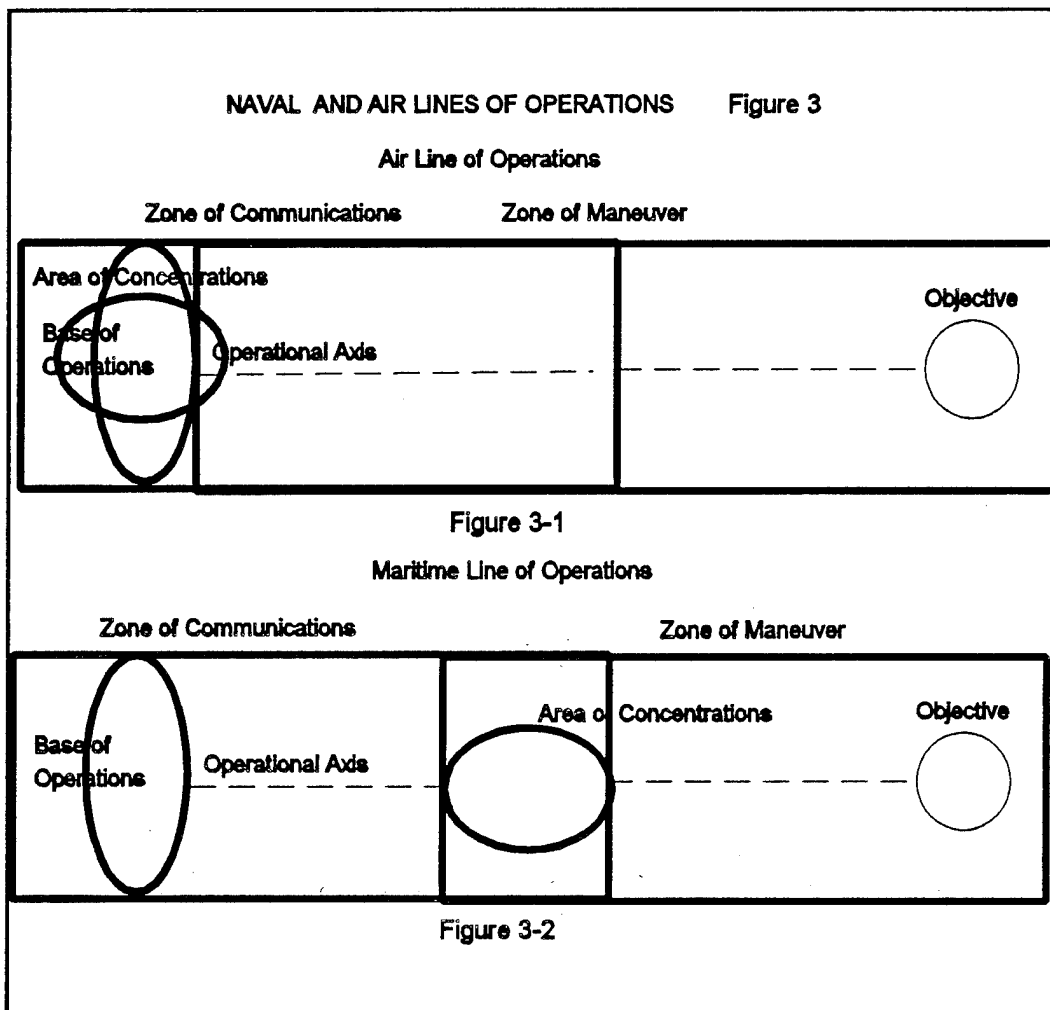 NAVAL AND AIR LINES OF OPERATIONS Figure 3
Air Line of Operations
Zone of Communications Zone of Maneuver
Area of Concentrations
Objective
Base of
Operations
Operational Axis
Figure 3-1
Maritime Line of Operations
Zone of Communications Zone of Maneuver
Area of Concentrations
Objective
Base of
Operations
Operational Axis
Figure 3-2